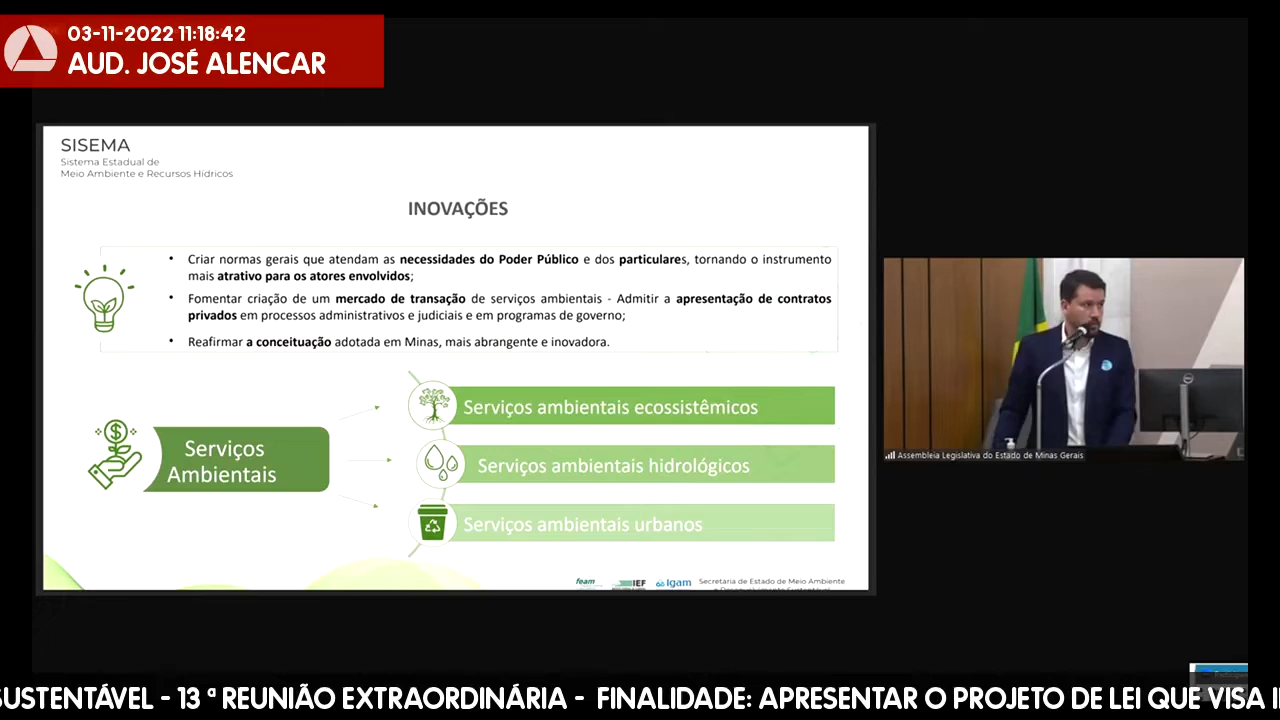 03-11-2022 11:18:42
AUD. JOSÉ ALENCAR
SISEMA
Sistema Estadual de
Meio Ambiente e Recursos Hídricos
INOVAÇÕES
• Criar normas gerais que atendam as necessidades do Poder Público e dos particulares, tornando o instrumento
mais atrativo para os atores envolvidos;
• Fomentar criação de um mercado de transação de serviços ambientais - Admitir a apresentação de contratos
privados em processos administrativos e judiciais e em programas de governo;
• Reafirmar a conceituação adotada em Minas, mais abrangente e inovadora.
Serviços
Ambientais
Serviços ambientais ecossistêmicos
Serviços ambientais hidrológicos
Serviços ambientais urbanos
feam IEF igam Secretaria de Estado de Meio Ambiente
e Desenvolvimento Sustentável
Assembleia Legislativa do Estado de Minas Gerais
SUSTENTÁVEL - 13 ª REUNIÃO EXTRAORDINÁRIA - FINALIDADE: APRESENTAR O PROJETO DE LEI QUE VISA